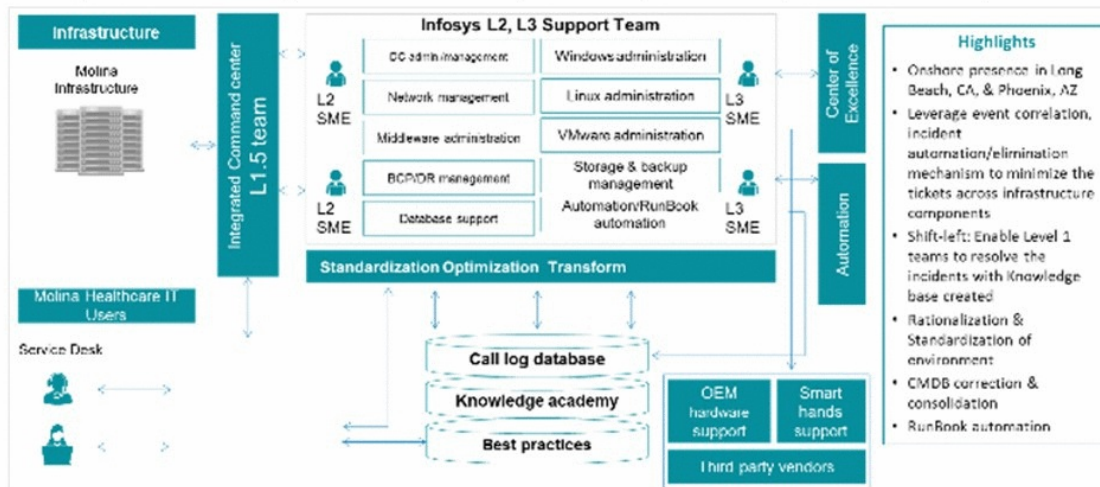 Infrastructure
Molina
Infrastructure
Integrated Command center
L1.5 team
Infosys L2, L3 Support Team
L2
SME
L2
SME
DC admin/management
Network management
Middleware administration
BCP/DR management
Database support
Windows administration
Linux administration
VMware administration
Storage & backup
management
Automation/RunBook
automation
L3
SME
L3
SME
Standardization Optimization Transform
Center of
Excellence
Automation
Molina Healthcare IT
Users
Service Desk
Call log database
Knowledge academy
Best practices
OEM
hardware
support
Smart
hands
support
Third party vendors
Highlights
• Onshore presence in Long
Beach, CA, & Phoenix, AZ
• Leverage event correlation,
incident
automation/elimination
mechanism to minimize the
tickets across infrastructure
components
• Shift-left: Enable Level 1
teams to resolve the
incidents with Knowledge
base created
• Rationalization &
Standardization of
environment
• CMDB correction &
consolidation
• RunBook automation